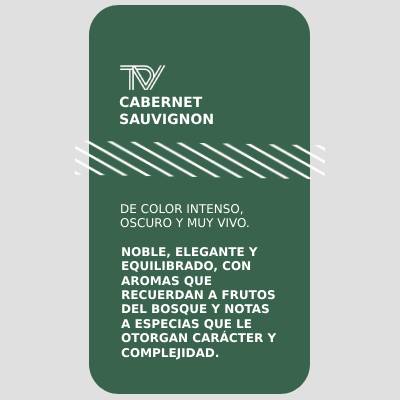 TDV
CABERNET
SAUVIGNON
DE COLOR INTENSO,
OSCURO Y MUY VIVO.
NOBLE, ELEGANTE Y
EQUILIBRADO, CON
AROMAS QUE
RECUERDAN A FRUTOS
DEL BOSQUE Y NOTAS
A ESPECIAS QUE LE
OTORGAN CARÁCTER Y
COMPLEJIDAD.